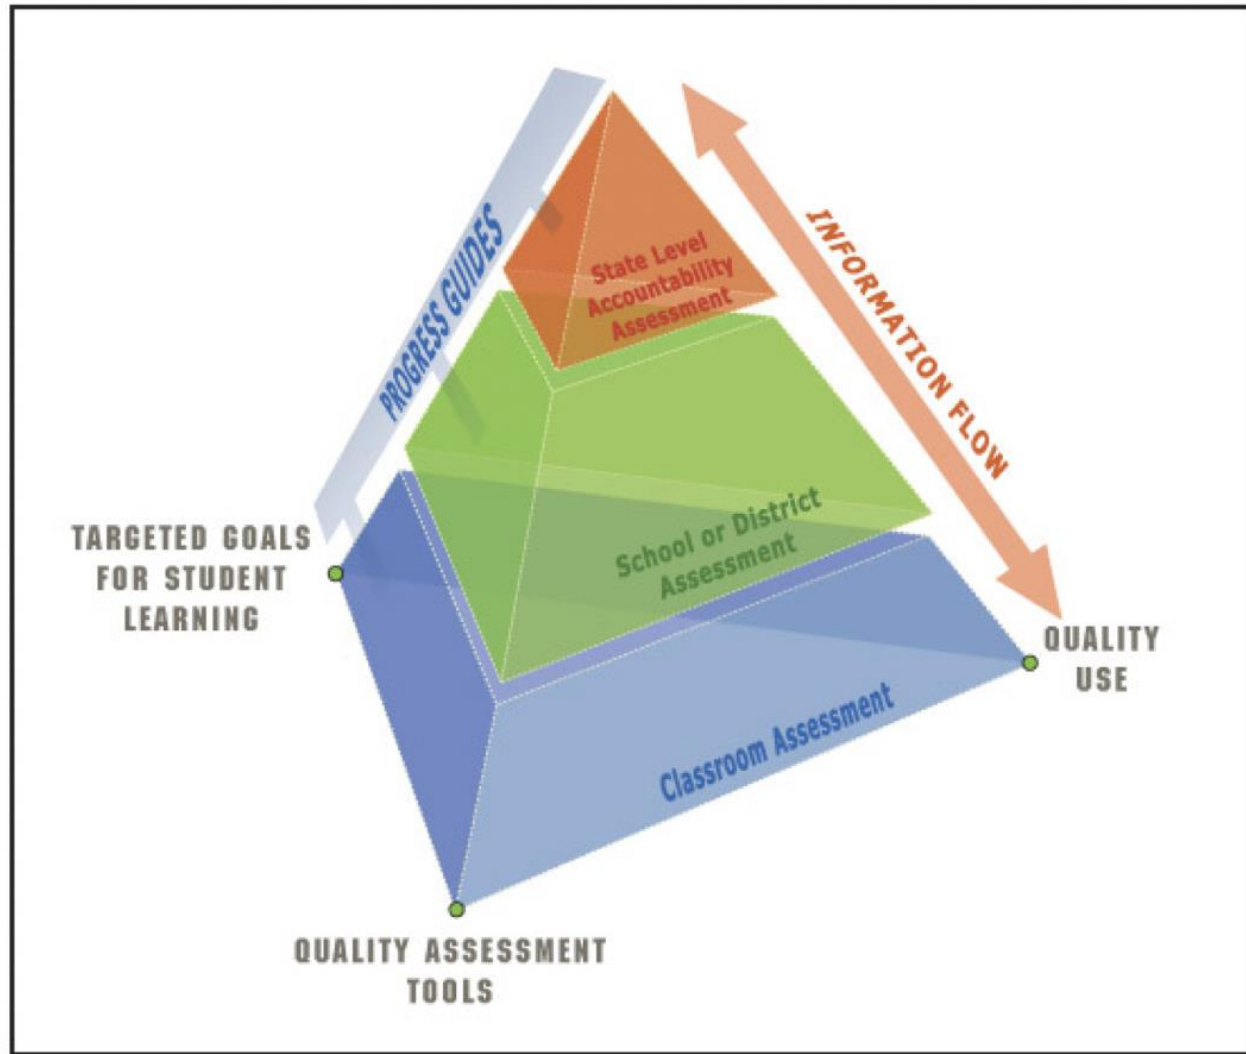 PROGRESS GUIDES
INFORMATION FLOW
State Level
Accountability
Assessment
School or District
Assessment
Classroom Assessment
TARGETED GOALS
FOR STUDENT
LEARNING
QUALITY
USE
QUALITY ASSESSMENT
TOOLS